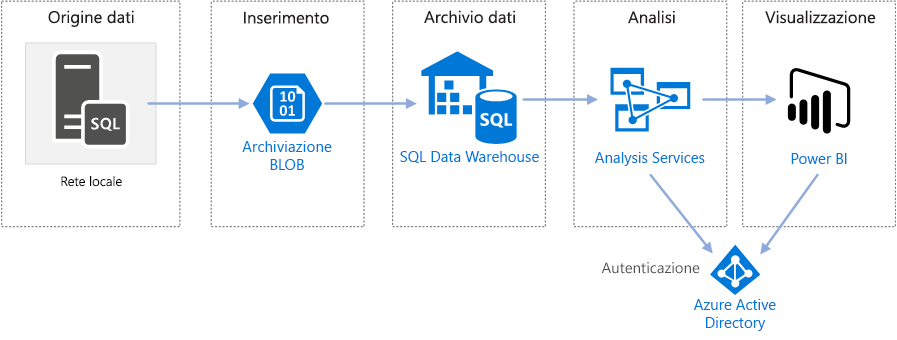 Origine dati
Inserimento
Archivio dati
Analisi
Visualizzazione
SQL
Rete locale
10
01
Archiviazione
BLOB
SQL
SQL Data Warehouse
Analysis Services
Power BI
Autenticazione
Azure Active
Directory